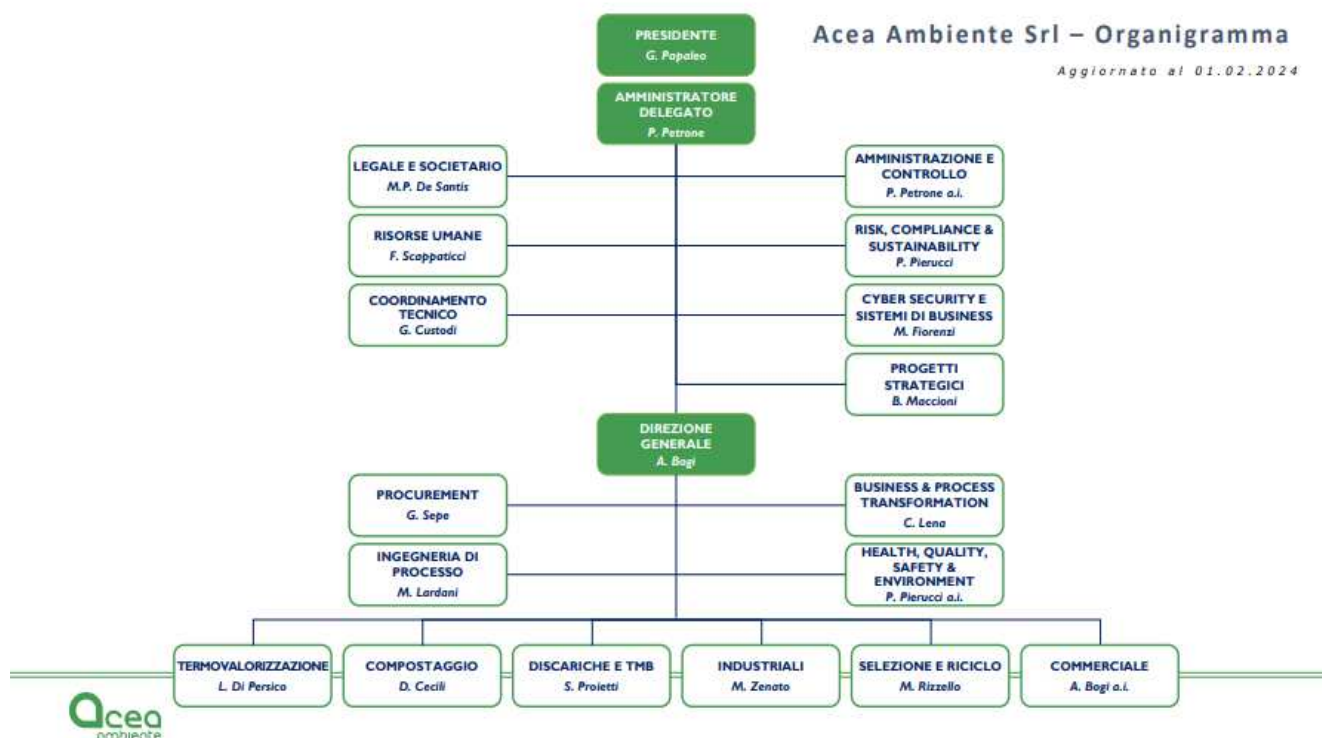 Acea Ambiente Srl – Organigramma
Aggiornato al 01.02.2024
PRESIDENTE
G. Papaleo
AMMINISTRATORE
DELEGATO
P. Petrone
LEGALE E SOCIETARIO
M.P. De Santis
AMMINISTRAZIONE E
CONTROLLO
P. Petrone a.i.
RISORSE UMANE
F. Scappaticci
RISK, COMPLIANCE &
SUSTAINABILITY
P. Pierucci
COORDINAMENTO
TECNICO
G. Custodi
CYBER SECURITY E
SISTEMI DI BUSINESS
M. Fiorenzi
PROGETTI
STRATEGICI
B. Maccioni
DIREZIONE
GENERALE
A. Bogi
PROCUREMENT
G. Sepe
BUSINESS & PROCESS
TRANSFORMATION
C. Lena
INGEGNERIA DI
PROCESSO
M. Lardani
HEALTH, QUALITY,
SAFETY &
ENVIRONMENT
P. Pierucci a.i.
TERMOVALORIZZAZIONE
L. Di Persico
COMPOSTAGGIO
D. Cecili
DISCARICHE E TMB
S. Proietti
INDUSTRIALI
M. Zenato
SELEZIONE E RICICLO
M. Rizzello
COMMERCIALE
A. Bogi a.i.
acea
ambiente